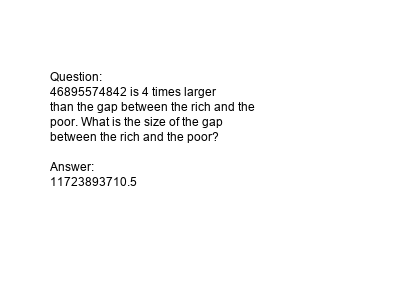 Question:
46895574842 is 4 times larger
than the gap between the rich and the
poor. What is the size of the gap
between the rich and the poor?

Answer:
11723893710.5